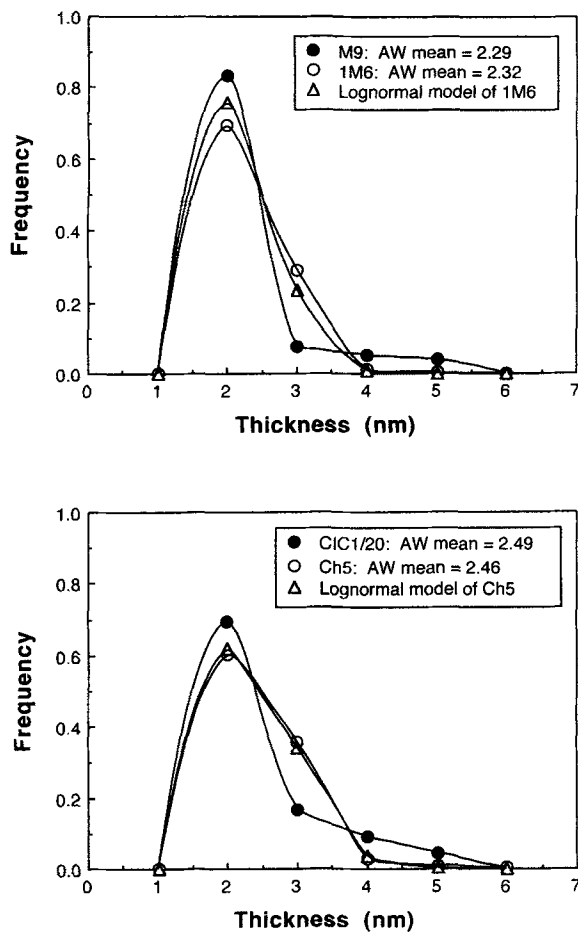 1.0
0.8
0.6
0.4
0.2
0.0
Frequency
M9: AW mean = 2.29
1M6: AW mean = 2.32
Lognormal model of 1M6
0 1 2 3 4 5 6 7
Thickness (nm)
1.0
0.8
0.6
0.4
0.2
0.0
Frequency
CIC1/20: AW mean = 2.49
Ch5: AW mean = 2.46
Lognormal model of Ch5
0 1 2 3 4 5 6 7
Thickness (nm)